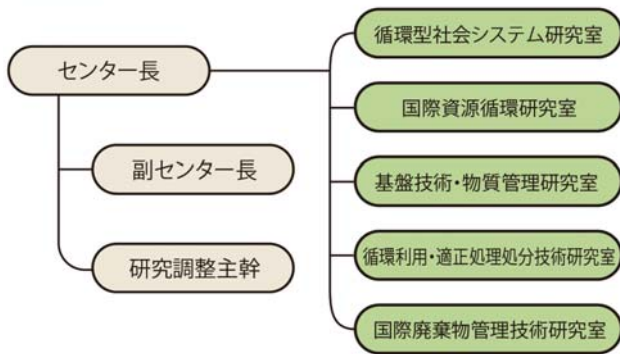 センター長
副センター長
研究調整主幹
循環型社会システム研究室
国際資源循環研究室
基盤技術・物質管理研究室
循環利用・適正処理処分技術研究室
国際廃棄物管理技術研究室